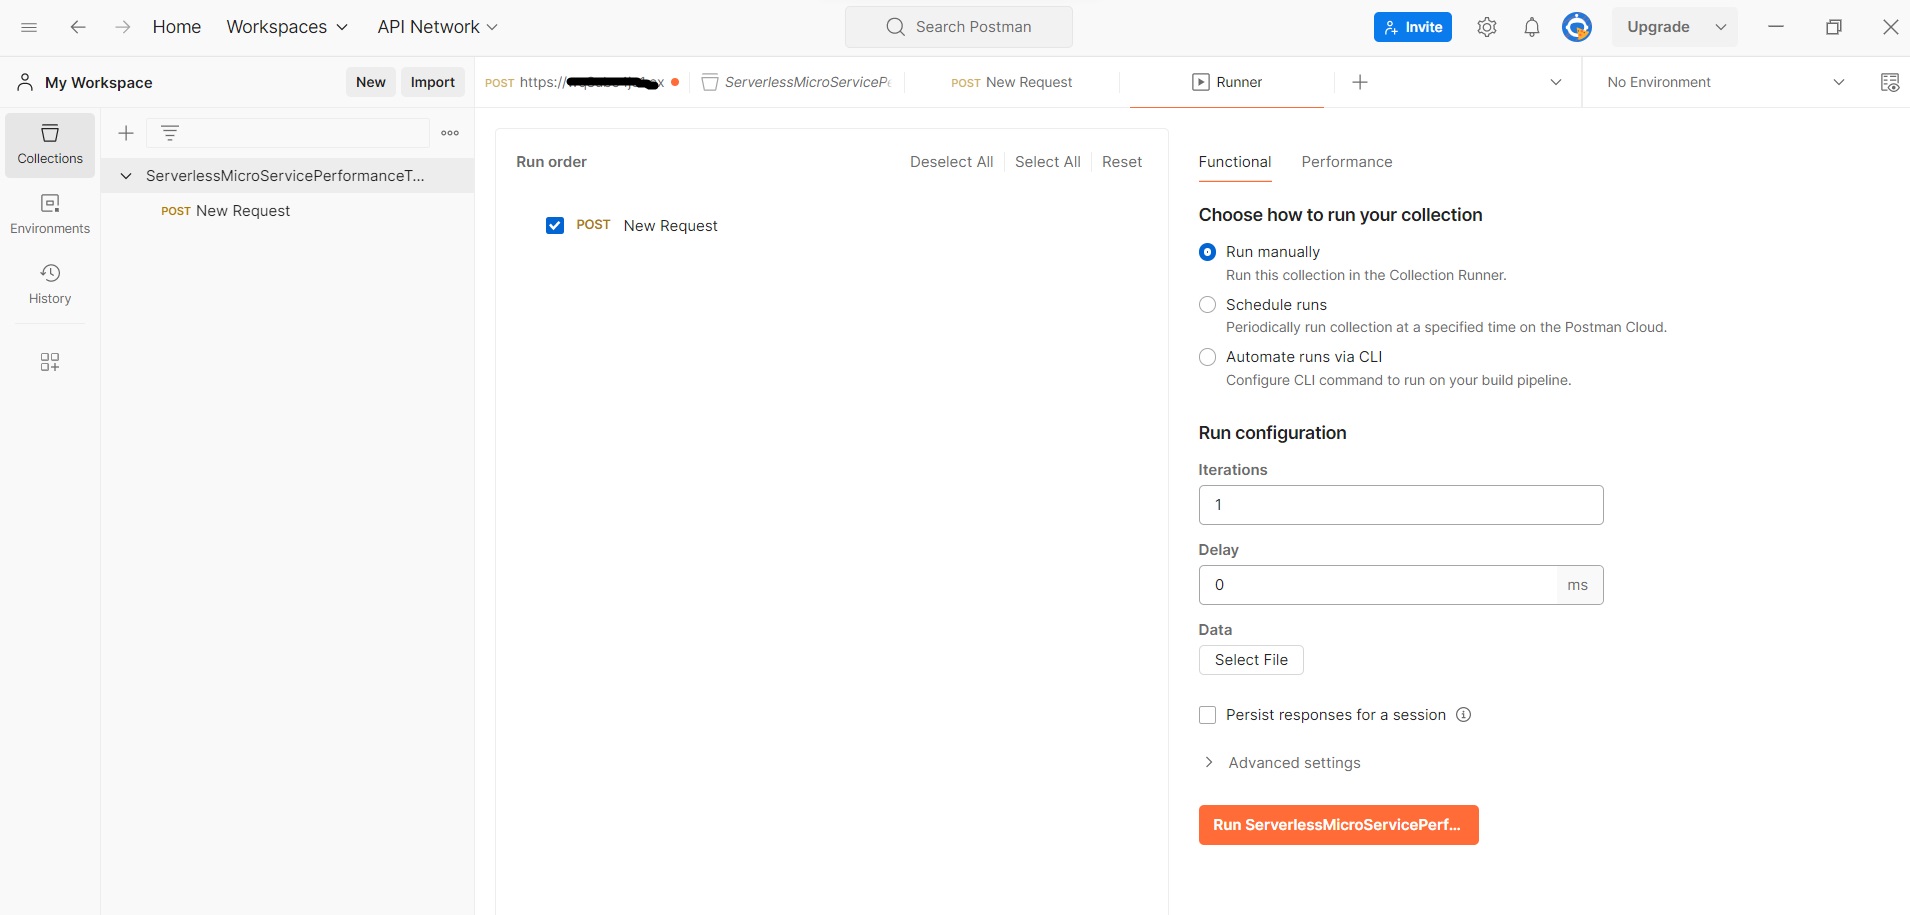 Home Workspaces API Network Search Postman Invite Upgrade
My Workspace New Import POST https:// ServerlessMicroServicePe POST New Request Runner No Environment
Collections
Environments
History
ServerlessMicroServicePerformanceT...
POST New Request
Run order Deselect All Select All Reset
POST New Request
Functional Performance
Choose how to run your collection
Run manually
Run this collection in the Collection Runner.
Schedule runs
Periodically run collection at a specified time on the Postman Cloud.
Automate runs via CLI
Configure CLI command to run on your build pipeline.
Run configuration
Iterations
1
Delay
0 ms
Data
Select File
Persist responses for a session
Advanced settings
Run ServerlessMicroServicePerf...